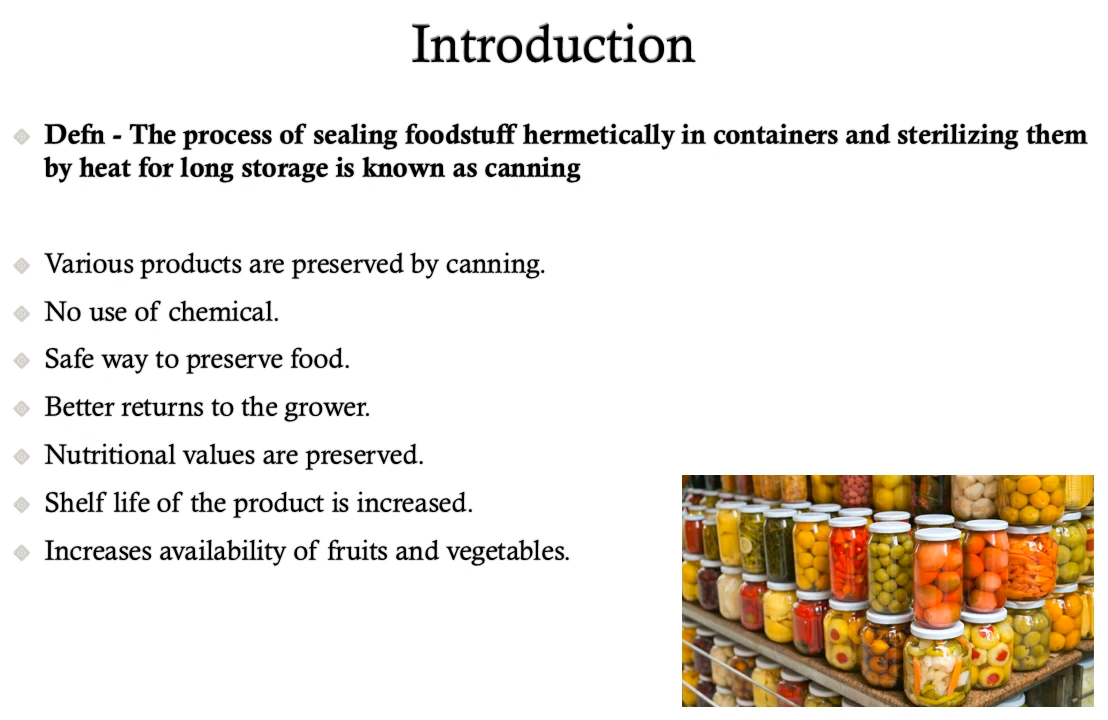 Introduction
Defn - The process of sealing foodstuff hermetically in containers and sterilizing them
by heat for long storage is known as canning
Various products are preserved by canning.
No use of chemical.
Safe way to preserve food.
Better returns to the grower.
Nutritional values are preserved.
Shelf life of the product is increased.
Increases availability of fruits and vegetables.